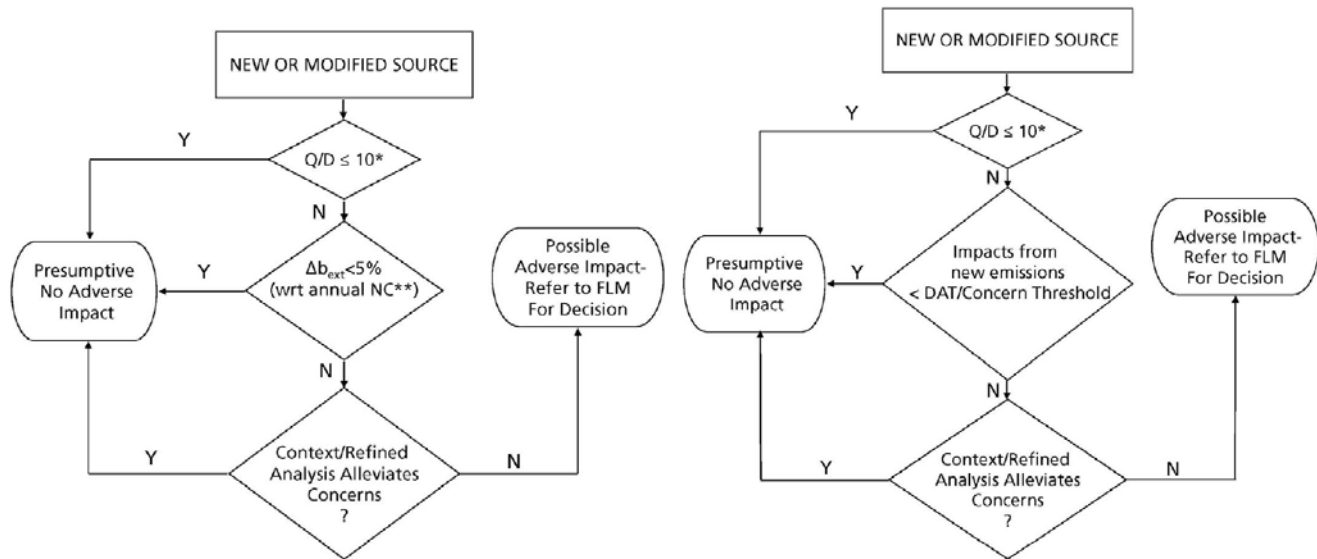 NEW OR MODIFIED SOURCE
Y
Q/D ≤ 10*
N
Presumptive
No Adverse
Impact
Y
Δb_ext<5%
(wrt annual NC**)
Possible
Adverse Impact-
Refer to FLM
For Decision
N
Y
Context/Refined
Analysis Alleviates
Concerns
?
N
NEW OR MODIFIED SOURCE
Y
Q/D ≤ 10*
N
Presumptive
No Adverse
Impact
Y
Impacts from
new emissions
< DAT/Concern Threshold
Possible
Adverse Impact-
Refer to FLM
For Decision
N
Y
Context/Refined
Analysis Alleviates
Concerns
?
N